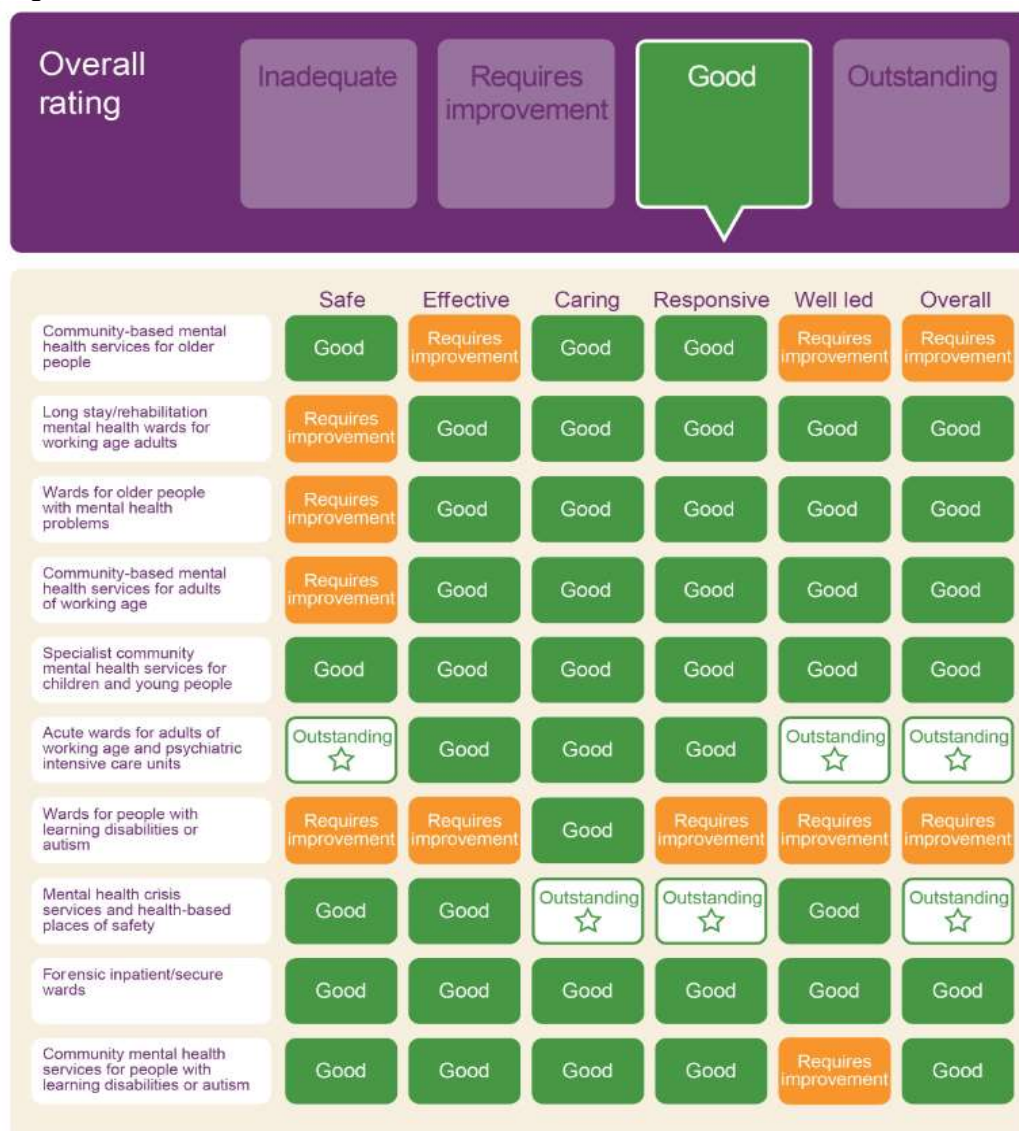 Overall
rating
Inadequate
Requires
improvement
Good
Outstanding
Safe Effective Caring Responsive Well led Overall
Community-based mental
health services for older
people
Good
Requires
improvement
Good
Good
Requires
improvement
Requires
improvement
Long stay/rehabilitation
mental health wards for
working age adults
Requires
improvement
Good
Good
Good
Good
Good
Wards for older people
with mental health
problems
Requires
improvement
Good
Good
Good
Good
Good
Community-based mental
health services for adults
of working age
Requires
improvement
Good
Good
Good
Good
Good
Specialist community
mental health services for
children and young people
Good
Good
Good
Good
Good
Good
Acute wards for adults of
working age and psychiatric
intensive care units
Outstanding
Good
Good
Good
Outstanding
Outstanding
Wards for people with
learning disabilities or
autism
Requires
improvement
Requires
improvement
Good
Requires
improvement
Requires
improvement
Requires
improvement
Mental health crisis
services and health-based
places of safety
Good
Good
Outstanding
Outstanding
Good
Outstanding
Forensic inpatient/secure
wards
Good
Good
Good
Good
Good
Good
Community mental health
services for people with
learning disabilities or autism
Good
Good
Good
Good
Requires
improvement
Good